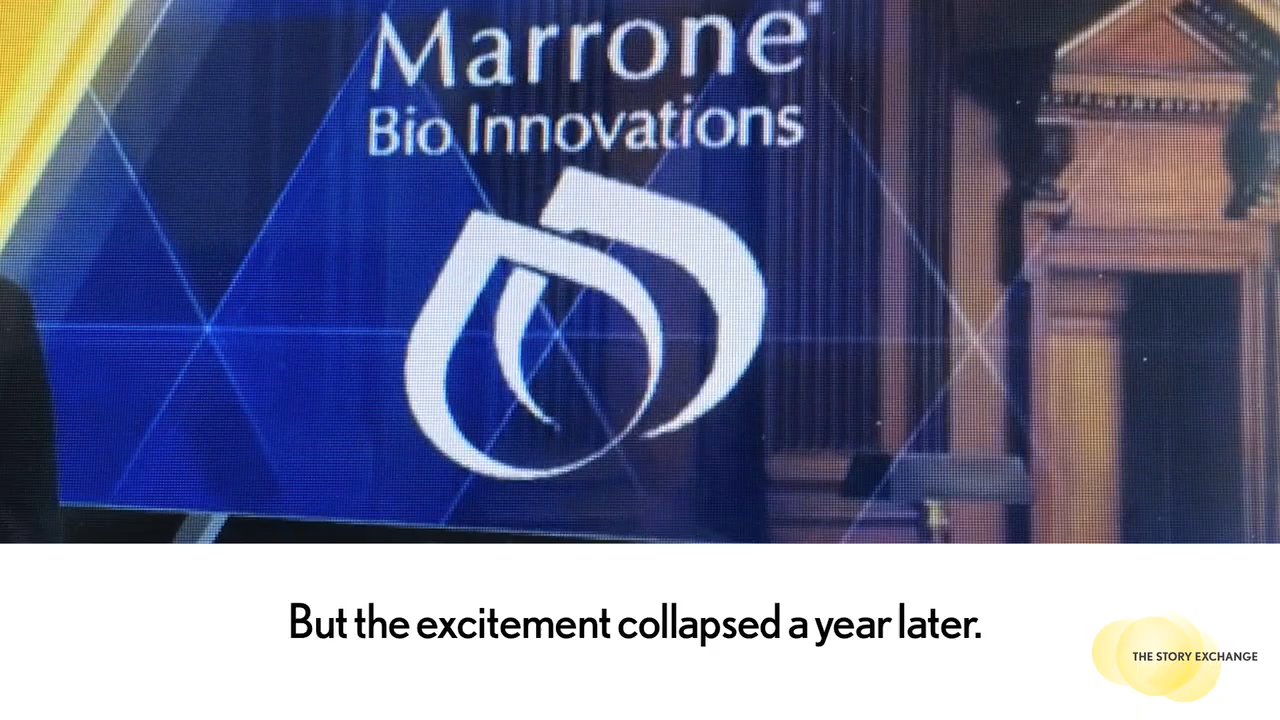 Marrone
Bio Innovations
But the excitement collapsed a year later.
THE STORY EXCHANGE